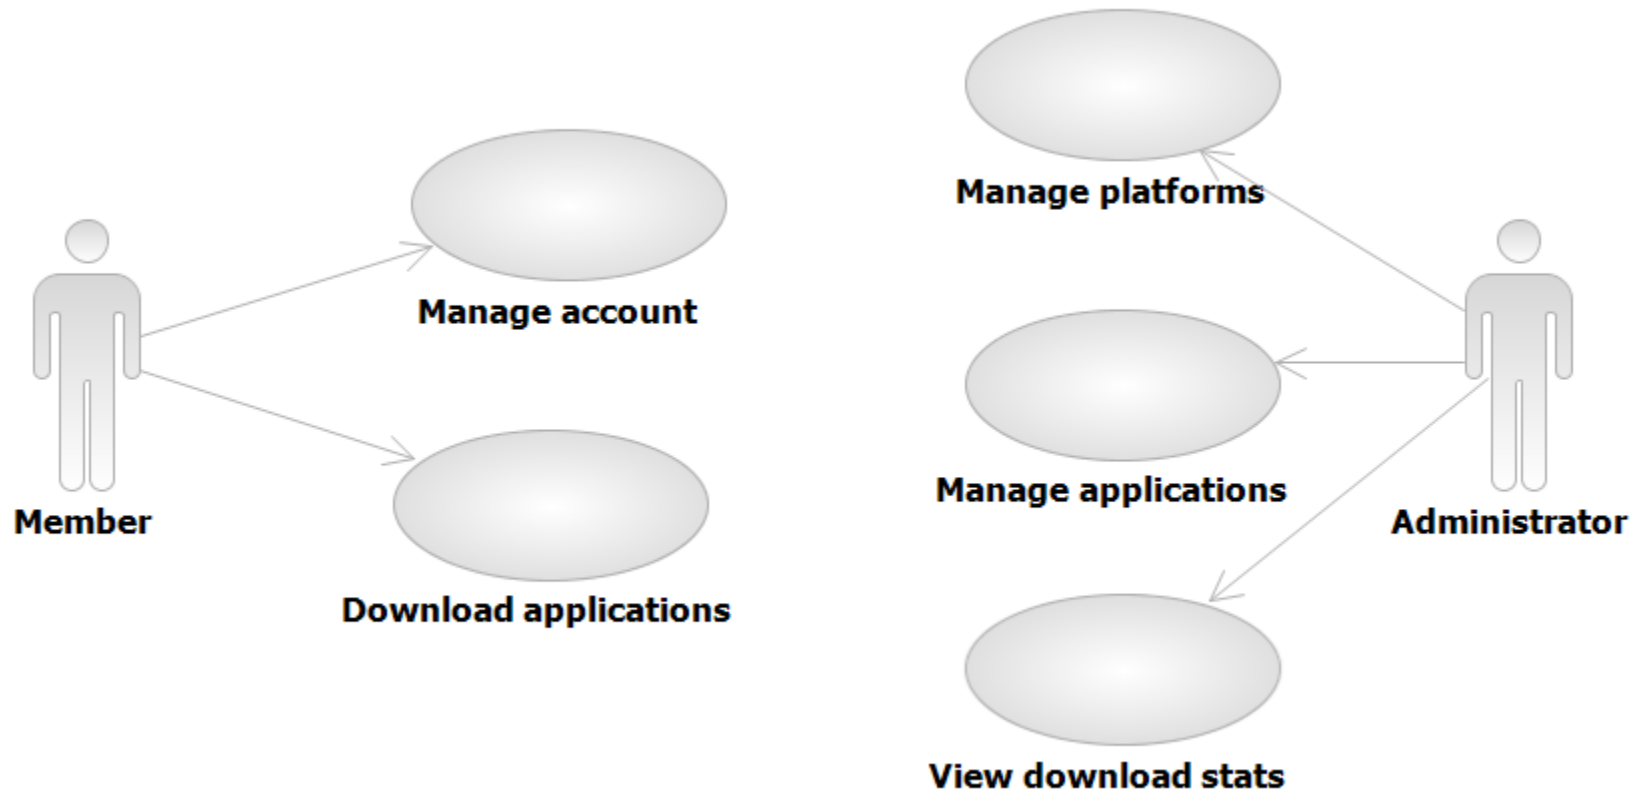 Manage platforms
Manage account
Manage applications
Member
Administrator
Download applications
View download stats